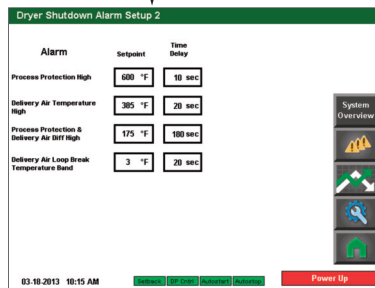 Dryer Shutdown Alarm Setup 2
Alarm Setpoint Time Delay
Process Protection High 600 °F 10 sec
Delivery Air Temperature High 385 °F 20 sec
Process Protection & Delivery Air Diff High 175 °F 180 sec
Delivery Air Loop Break Temperature Band 3 °F 20 sec
System Overview
03-18-2013 10:15 AM Setback DP Cntrl Autostart Autostop Power Up